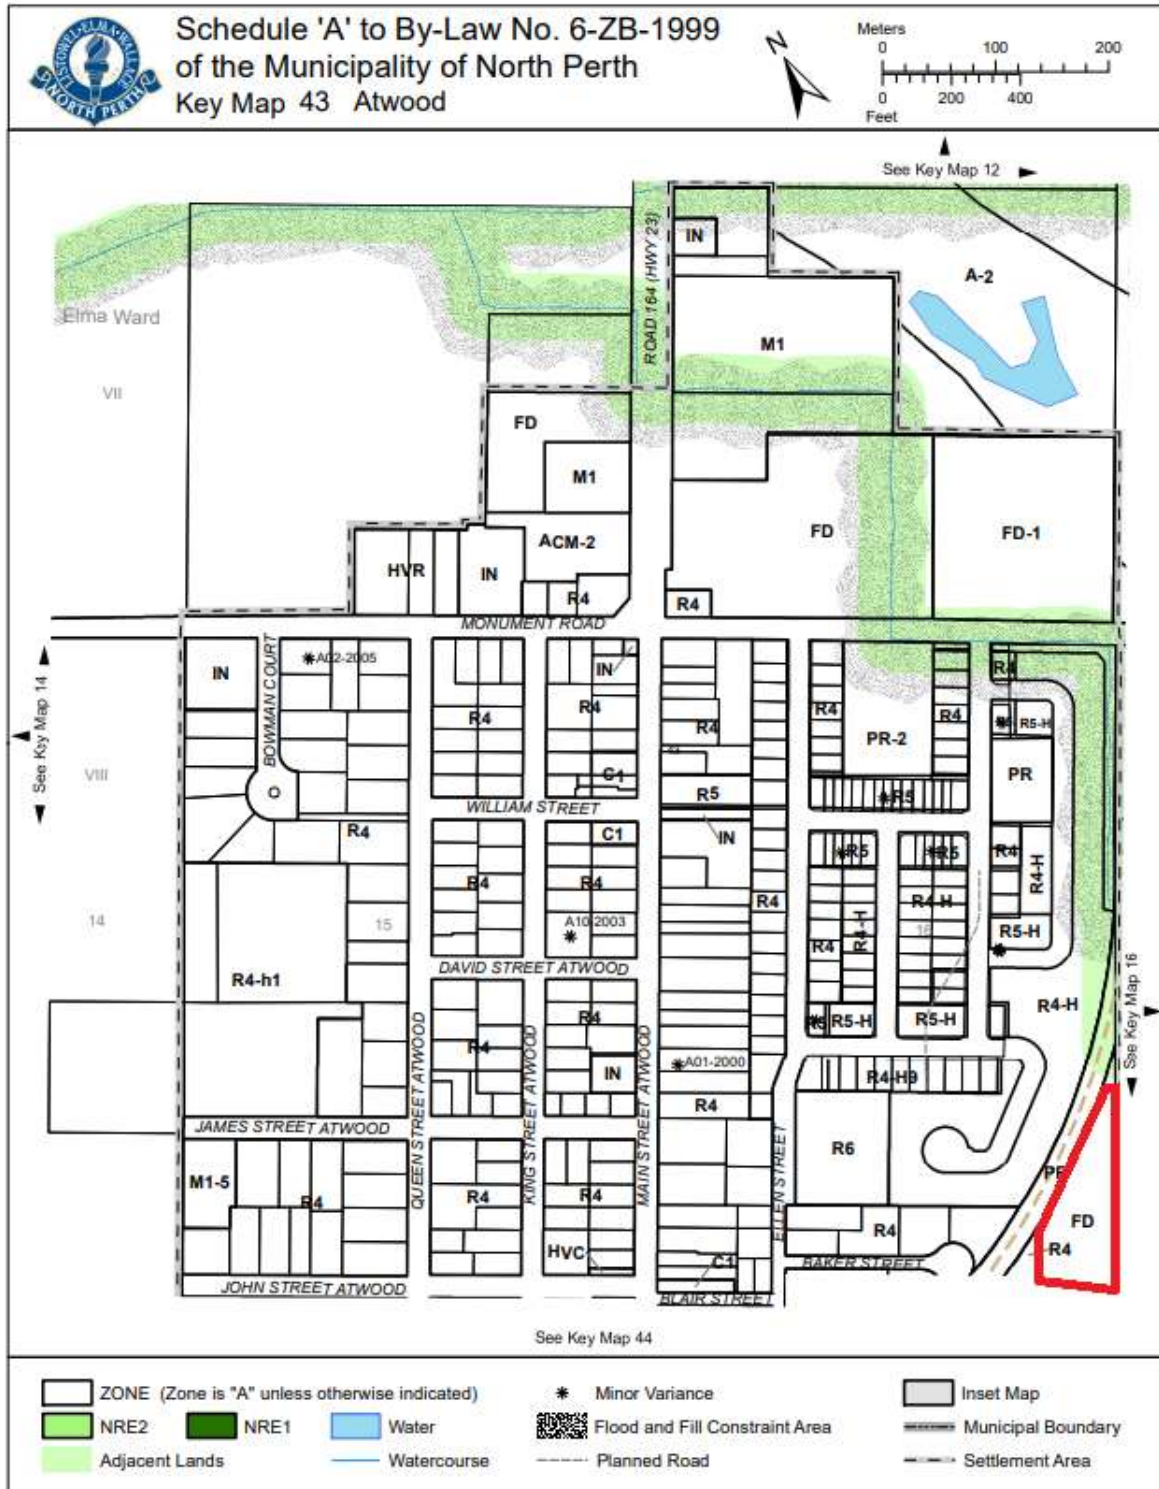 Schedule 'A' to By-Law No. 6-ZB-1999
of the Municipality of North Perth
Key Map 43 Atwood
LISTOWEL-ELMA-WALLACE
NORTH PERTH
N
Meters
0 100 200
0 200 400
Feet
See Key Map 12
ROAD 164 (HWY 23)
IN
A-2
Elma Ward
M1
VII
FD
M1
FD
FD-1
ACM-2
HVR
IN
R4
R4
MONUMENT ROAD
BOWMAN COURT
A02-2005
IN
IN
R4
R4
R4
R4
R4
R4
R4
R5-H
PR-2
See Key Map 14
VIII
C1
PR
WILLIAM STREET
R5
R5
R4
C1
IN
R5
R5
R4
R4-H
R4
R4
R4
R4-H
R4-H
14
15
A10-2003
16
R4
R5-H
DAVID STREET ATWOOD
See Key Map 16
R4-h1
R4-H
R4
R5
R5-H
R5-H
QUEEN STREET ATWOOD
R4
KING STREET ATWOOD
MAIN STREET ATWOOD
A01-2000
IN
R4-H9
R4
JAMES STREET ATWOOD
ELLEN STREET
R6
M1-5
R4
R4
R4
FD
R4
R4
HVC
C1
BAKER STREET
JOHN STREET ATWOOD
BLAIR STREET
See Key Map 44
ZONE (Zone is "A" unless otherwise indicated)
Minor Variance
Inset Map
NRE2
NRE1
Water
Flood and Fill Constraint Area
Municipal Boundary
Adjacent Lands
Watercourse
Planned Road
Settlement Area